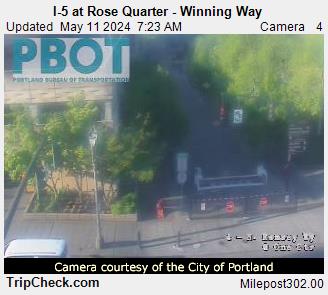 I-5 at Rose Quarter - Winning Way
Updated May 11 2024 7:23 AM Camera 4
PBOT
PORTLAND BUREAU OF TRANSPORTATION
Camera courtesy of the City of Portland
TripCheck.com Milepost302.00